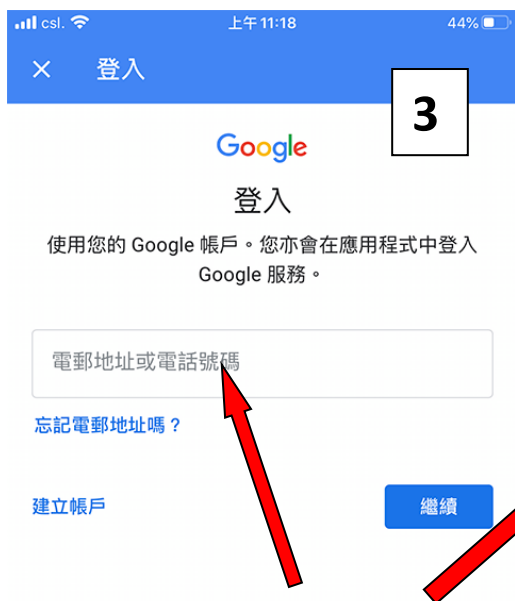 csl. 上午11:18 44%
登入
3
Google
登入
使用您的 Google 帳戶。您亦會在應用程式中登入
Google 服務。
電郵地址或電話號碼
忘記電郵地址嗎？
建立帳戶 繼續